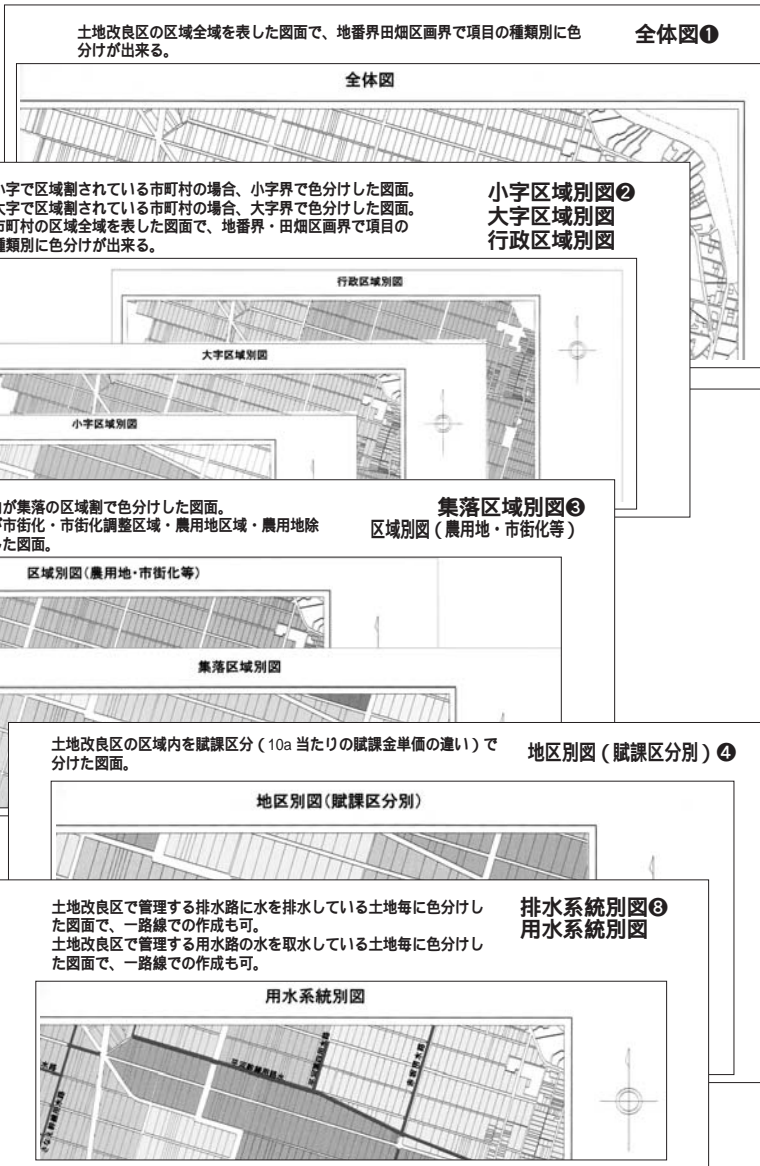 土地改良区の区域全域を表した図面で、地番界田畑区画界で項目の種類別に色
分けが出来る。
全体図❶
全体図
小字で区域割されている市町村の場合、小字界で色分けした図面。
大字で区域割されている市町村の場合、大字界で色分けした図面。
市町村の区域全域を表した図面で、地番界・田畑区画界で項目の
種類別に色分けが出来る。
小字区域別図❷
大字区域別図
行政区域別図
行政区域別図
大字区域別図
小字区域別図
が集落の区域割で色分けした図面。
市街化・市街化調整区域・農用地区域・農用地除
した図面。
集落区域別図❸
区域別図(農用地・市街化等)
区域別図(農用地・市街化等)
集落区域別図
土地改良区の区域内を賦課区分(10a 当たりの賦課金単価の違い)で
分けた図面。
地区別図(賦課区分別)❹
地区別図(賦課区分別)
土地改良区で管理する排水路に水を排水している土地毎に色分けし
た図面で、一路線での作成も可。
土地改良区で管理する用水路の水を取水している土地毎に色分けし
た図面で、一路線での作成も可。
排水系統別図❽
用水系統別図
用水系統別図
水路